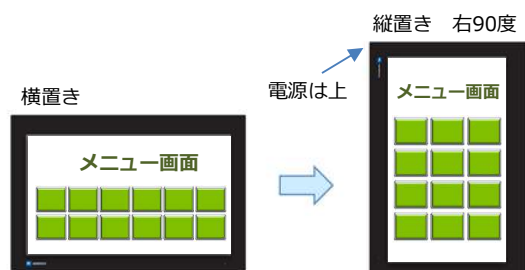 縦置き　右90度
電源は上
横置き
メニュー画面
メニュー画面